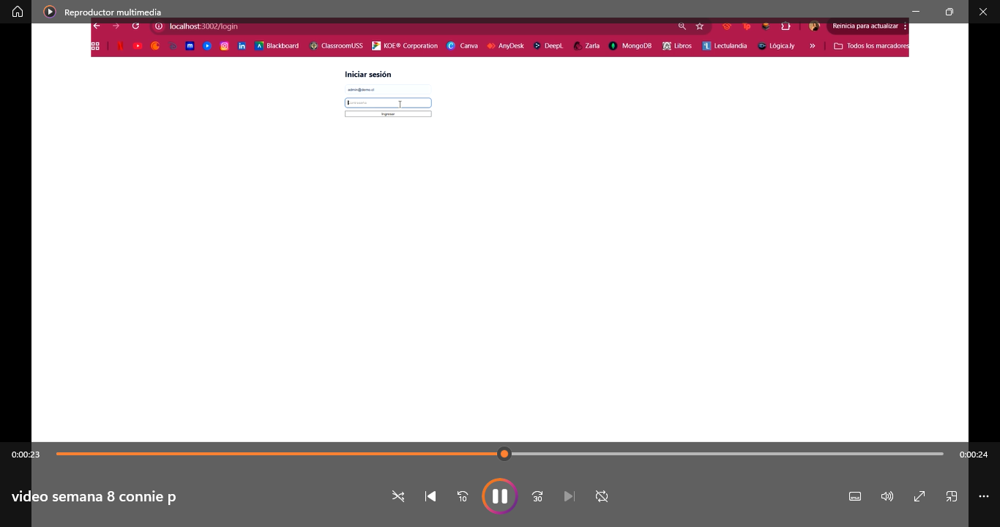 Reproductor multimedia
localhost:3002/login
Tp
Reinicia para actualizar
Blackboard
ClassroomUSS
KOE® Corporation
Canva
AnyDesk
DeepL
Zarla
MongoDB
Libros
Lectulandia
Lógica.ly
»
Todos los marcadores
Iniciar sesión
admin@demo.cl
Contraseña
Ingresar
0:00:23
0:00:24
video semana 8 connie p
10
30